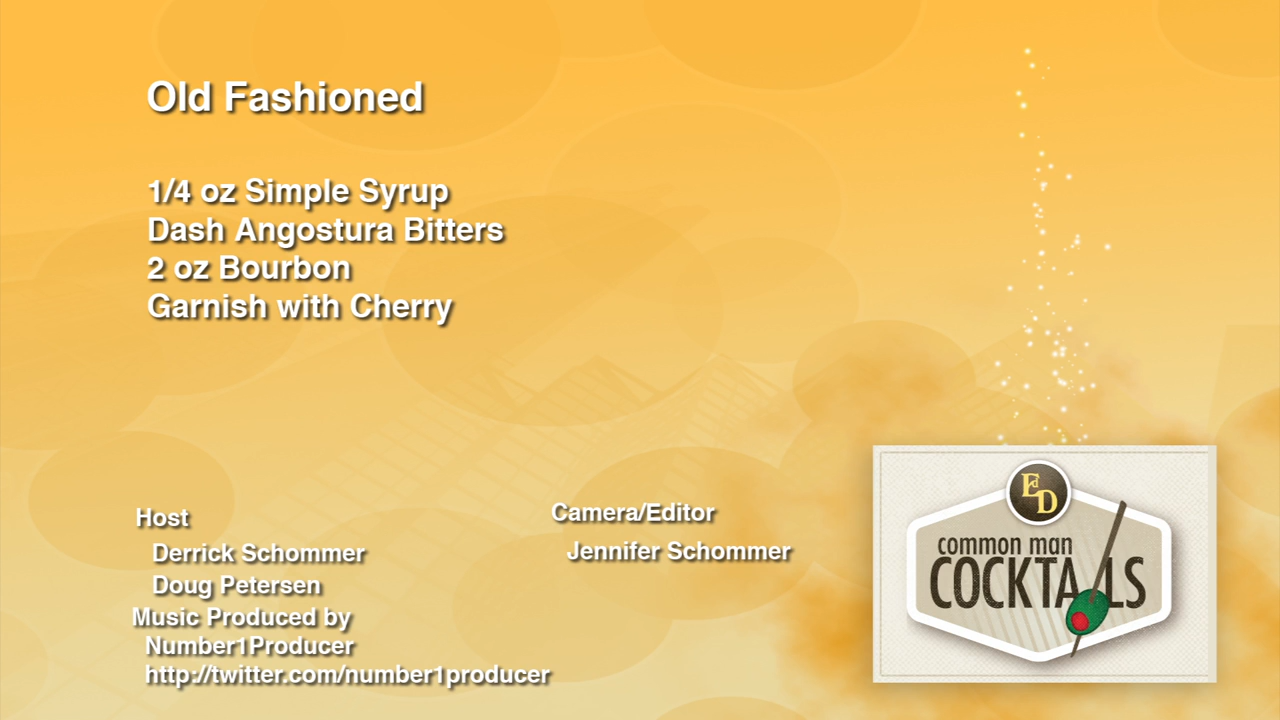 Old Fashioned
1/4 oz Simple Syrup
Dash Angostura Bitters
2 oz Bourbon
Garnish with Cherry
Host
Derrick Schommer
Doug Petersen
Music Produced by
Number1Producer
http://twitter.com/number1producer
Camera/Editor
Jennifer Schommer
Ed D
common man
COCKTAILS